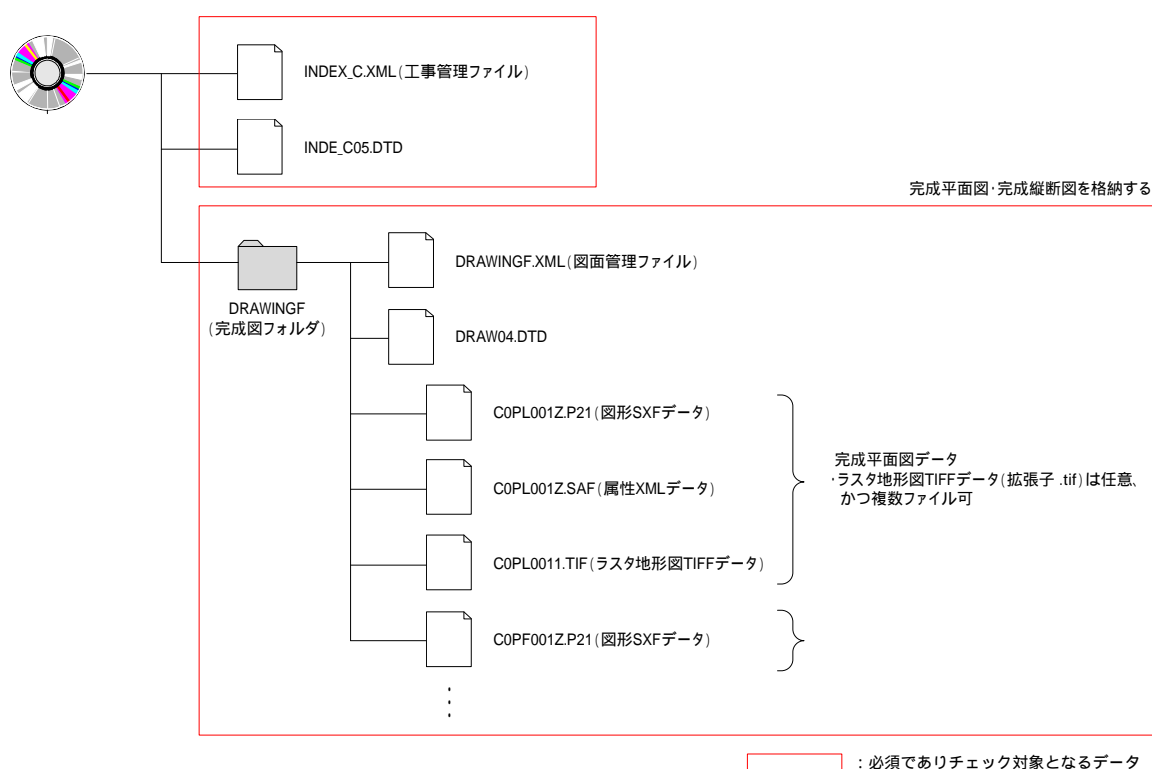 INDEX_C.XML(工事管理ファイル)
INDE_C05.DTD
完成平面図・完成縦断図を格納する
DRAWINGF.XML(図面管理ファイル)
DRAWINGF
(完成図フォルダ)
DRAW04.DTD
C0PL001Z.P21(図形SXFデータ)
完成平面図データ
・ラスタ地形図TIFFデータ(拡張子 .tif)は任意、
かつ複数ファイル可
C0PL001Z.SAF(属性XMLデータ)
C0PL0011.TIF(ラスタ地形図TIFFデータ)
C0PF001Z.P21(図形SXFデータ)
：必須でありチェック対象となるデータ